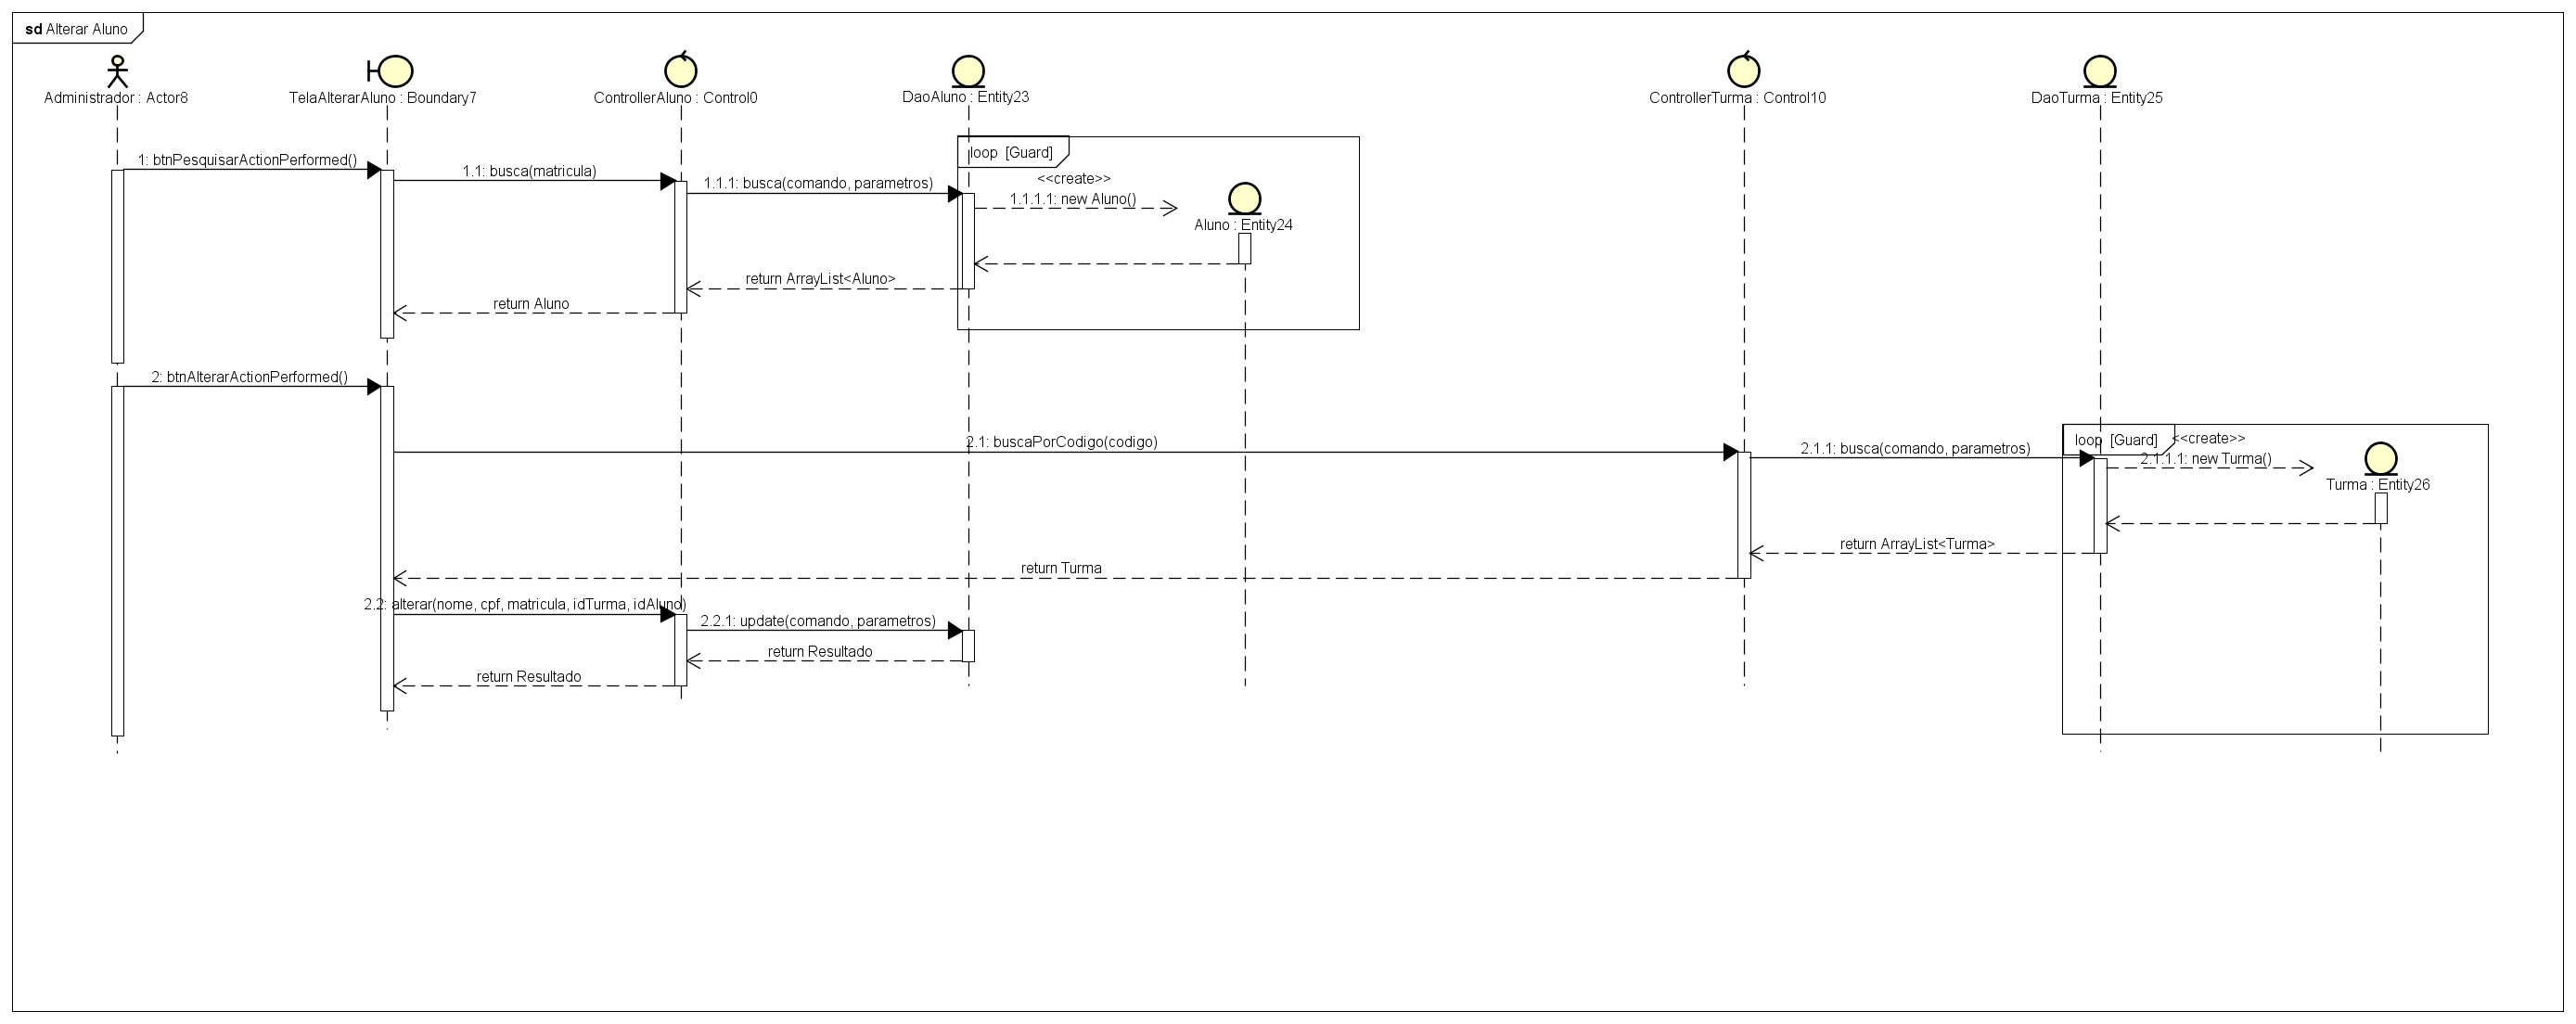 sd Alterar Aluno
Administrador : Actor8
TelaAlterarAluno : Boundary7
ControllerAluno : Control0
DaoAluno : Entity23
ControllerTurma : Control10
DaoTurma : Entity25
loop [Guard]
1: btnPesquisarActionPerformed()
1.1: busca(matricula)
1.1.1: busca(comando, parametros)
<<create>>
1.1.1.1: new Aluno()
Aluno : Entity24
return ArrayList<Aluno>
return Aluno
2: btnAlterarActionPerformed()
2.1: buscaPorCodigo(codigo)
2.1.1: busca(comando, parametros)
loop [Guard]
<<create>>
2.1.1.1: new Turma()
Turma : Entity26
return ArrayList<Turma>
return Turma
2.2: alterar(nome, cpf, matricula, idTurma, idAluno)
2.2.1: update(comando, parametros)
return Resultado
return Resultado